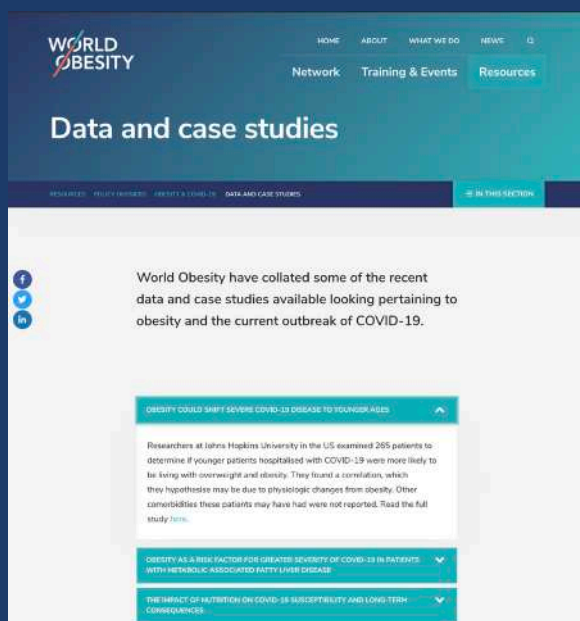 WORLD
OBESITY
HOME ABOUT WHAT WE DO NEWS
Network Training & Events Resources
Data and case studies
RESOURCES POLICY DOSSIERS OBESITY & COVID-19 DATA AND CASE STUDIES
IN THIS SECTION
World Obesity have collated some of the recent
data and case studies available looking pertaining to
obesity and the current outbreak of COVID-19.
OBESITY COULD SHIFT SEVERE COVID-19 DISEASE TO YOUNGER AGES
Researchers at Johns Hopkins University in the US examined 265 patients to
determine if younger patients hospitalised with COVID-19 were more likely to
be living with overweight and obesity. They found a correlation, which
they hypothesise may be due to physiologic changes from obesity. Other
comorbidities these patients may have had were not reported. Read the full
study here.
OBESITY AS A RISK FACTOR FOR GREATER SEVERITY OF COVID-19 IN PATIENTS
WITH METABOLIC ASSOCIATED FATTY LIVER DISEASE
THE IMPACT OF NUTRITION ON COVID-19 SUSCEPTIBILITY AND LONG-TERM
CONSEQUENCES